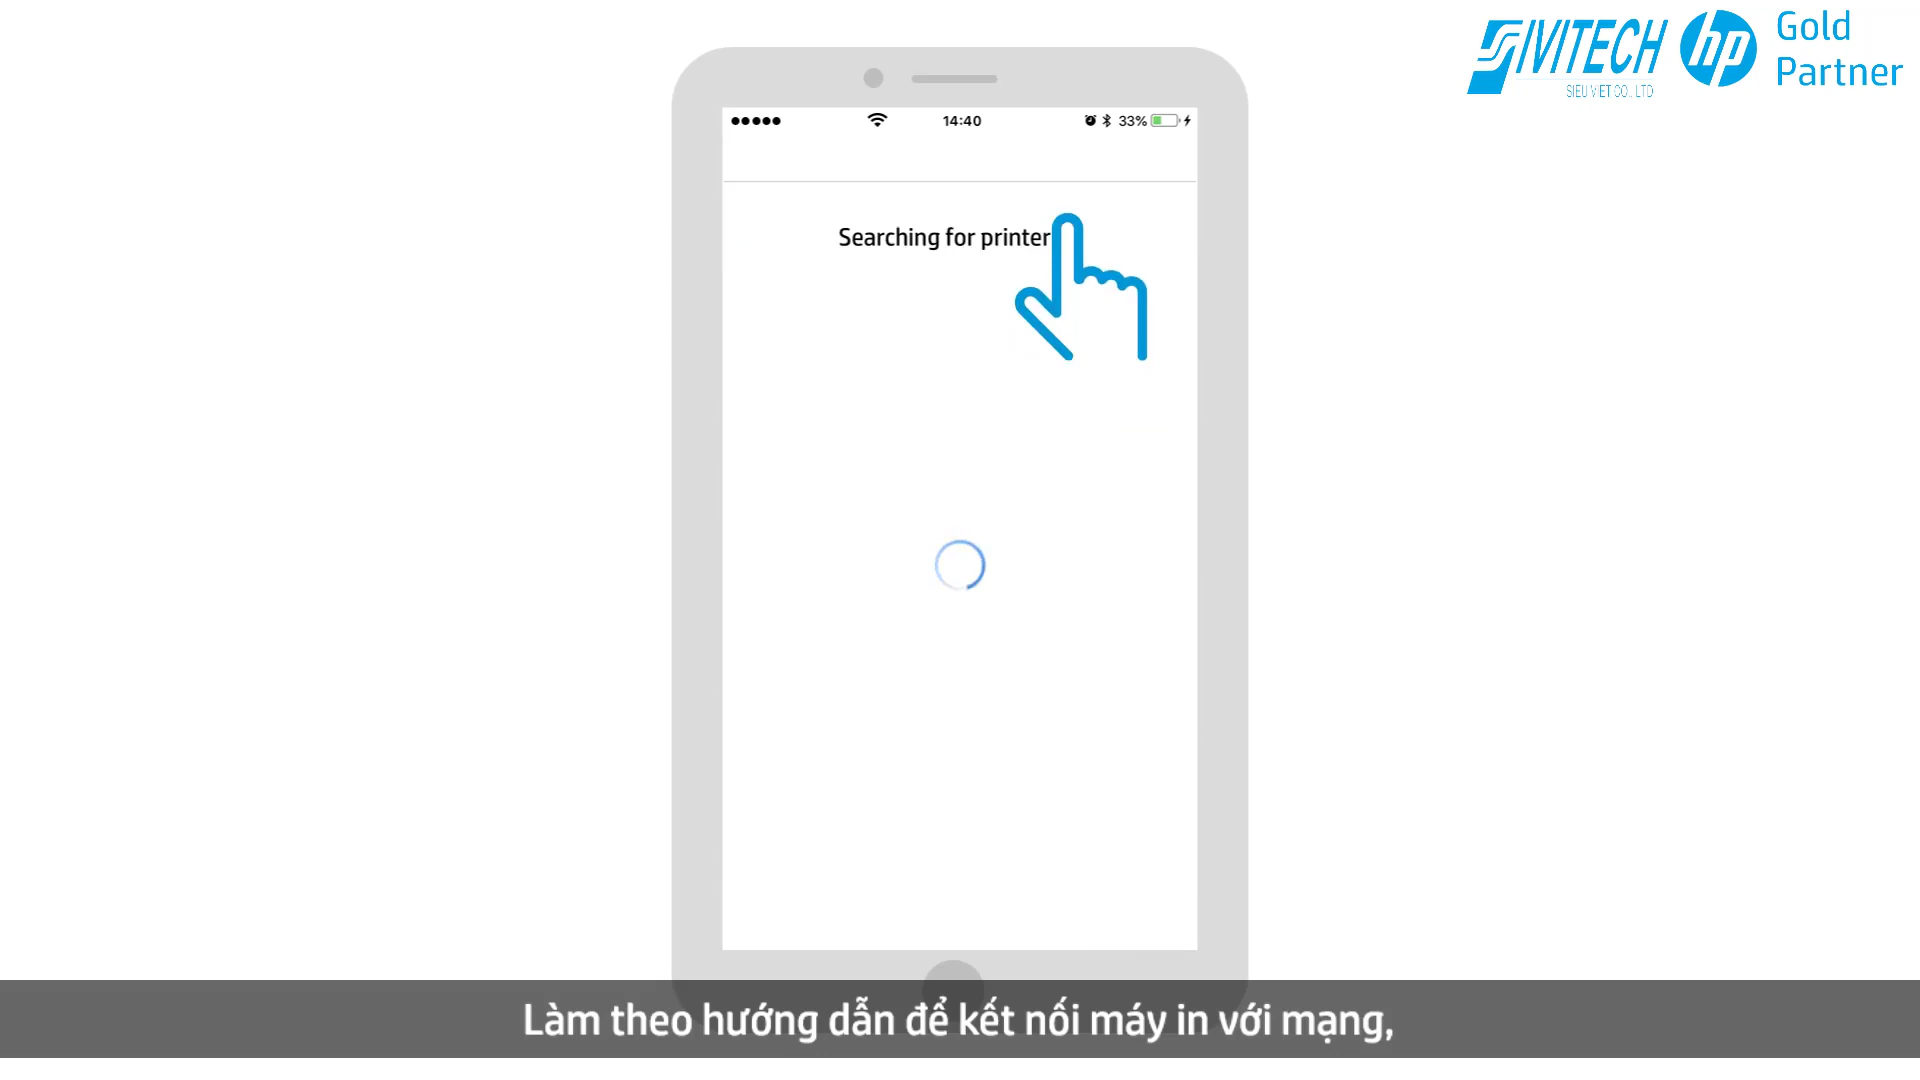 SIVITECH
SIEU VIET CO., LTD
hp
Gold
Partner
14:40
33%
Searching for printer
Làm theo hướng dẫn để kết nối máy in với mạng,